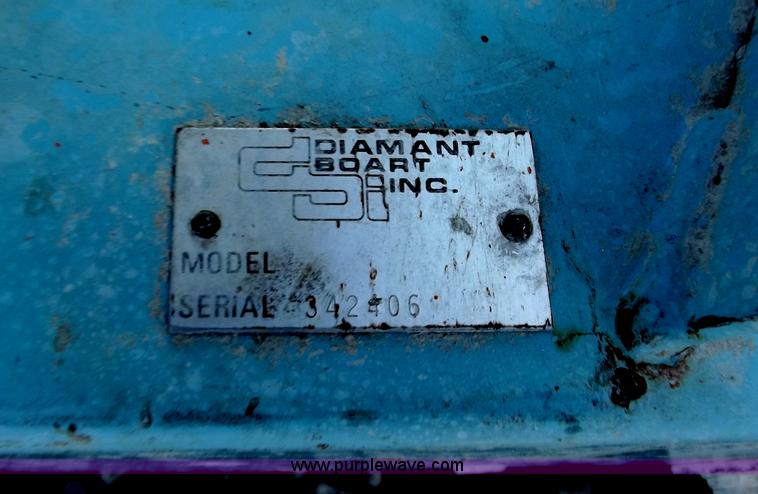 DIAMANT
BOART
INC.
MODEL
SERIAL 342406
www.purplewave.com